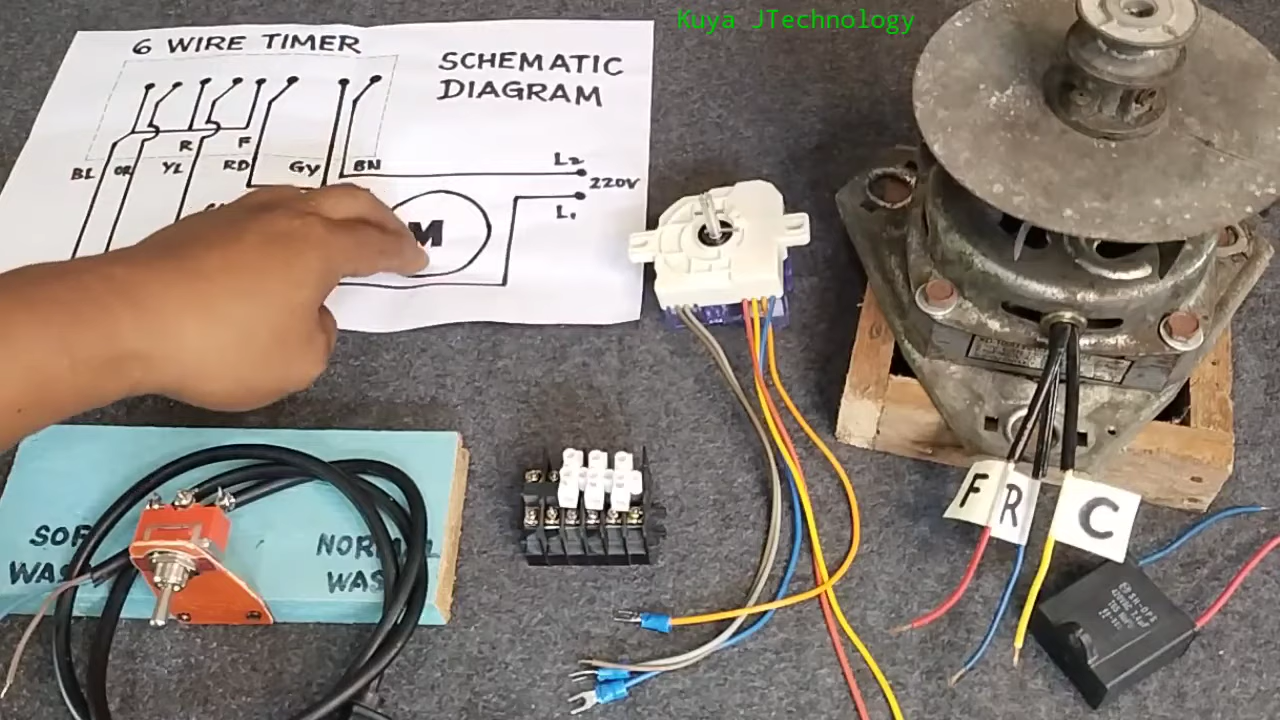 Kuya JTechnology
6 WIRE TIMER
SCHEMATIC
DIAGRAM
R
F
BL
OR
YL
RD
GY
BN
L2
220V
L1
M
SOF
WAS
NOR
WAS
F
R
C